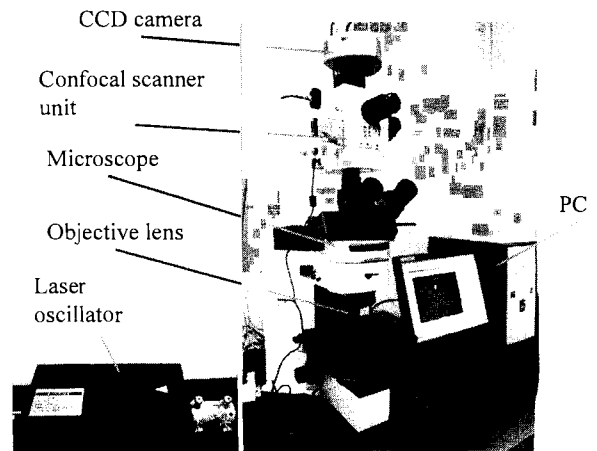 CCD camera
Confocal scanner
unit
Microscope
PC
Objective lens
Laser
oscillator